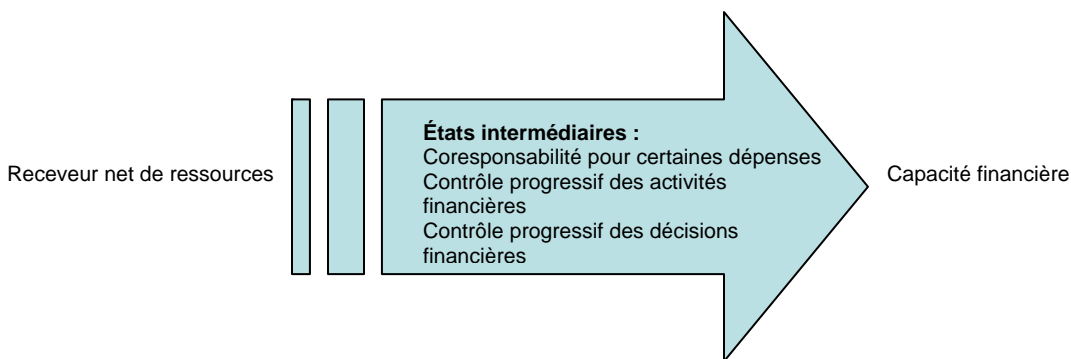 Receveur net de ressources
États intermédiaires :
Coresponsabilité pour certaines dépenses
Contrôle progressif des activités
financières
Contrôle progressif des décisions
financières
Capacité financière